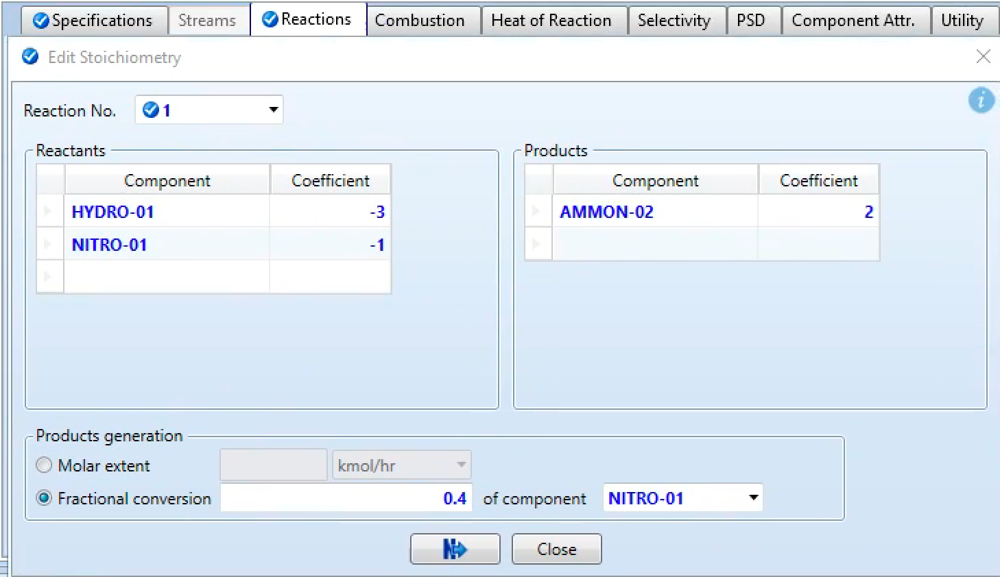 Specifications Streams Reactions Combustion Heat of Reaction Selectivity PSD Component Attr. Utility
Edit Stoichiometry
Reaction No. 1
Reactants Products
Component Coefficient Component Coefficient
HYDRO-01 -3 AMMON-02 2
NITRO-01 -1
Products generation
Molar extent kmol/hr
Fractional conversion 0.4 of component NITRO-01
N Close